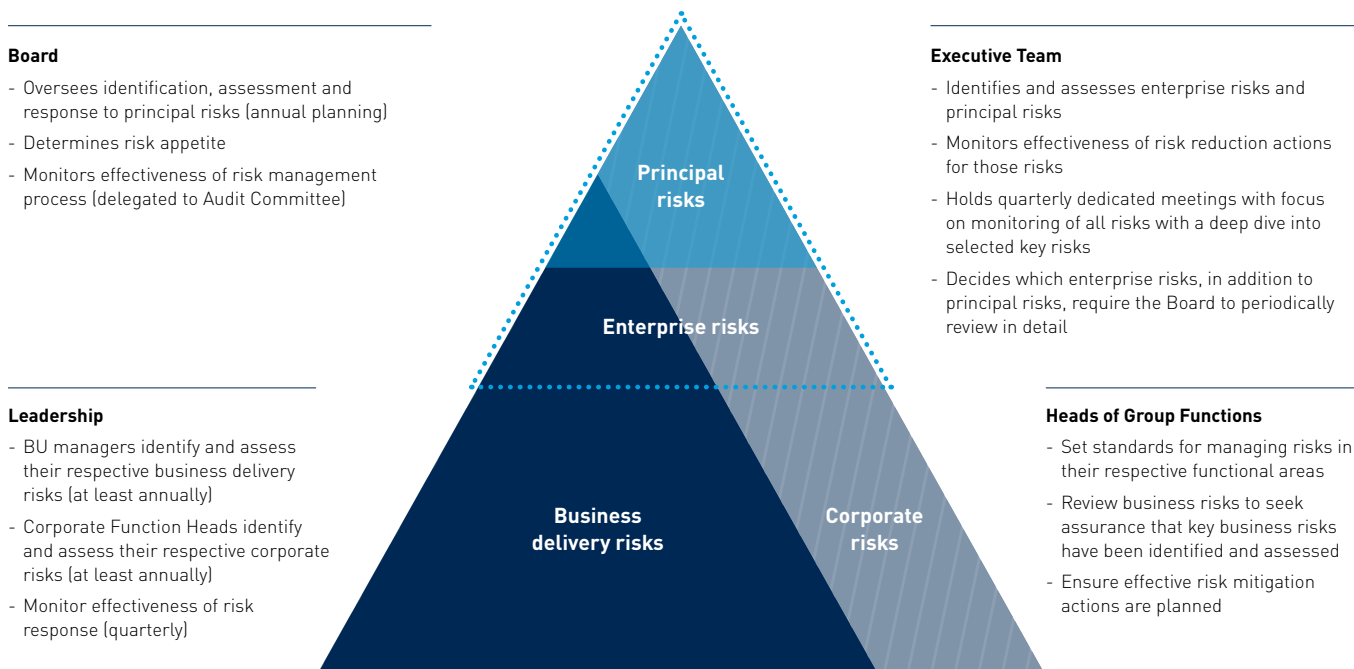 Board
- Oversees identification, assessment and
response to principal risks (annual planning)
- Determines risk appetite
- Monitors effectiveness of risk management
process (delegated to Audit Committee)
Executive Team
- Identifies and assesses enterprise risks and
principal risks
- Monitors effectiveness of risk reduction actions
for those risks
- Holds quarterly dedicated meetings with focus
on monitoring of all risks with a deep dive into
selected key risks
- Decides which enterprise risks, in addition to
principal risks, require the Board to periodically
review in detail
Principal
risks
Enterprise risks
Leadership
- BU managers identify and assess
their respective business delivery
risks (at least annually)
- Corporate Function Heads identify
and assess their respective corporate
risks (at least annually)
- Monitor effectiveness of risk
response (quarterly)
Business
delivery risks
Corporate
risks
Heads of Group Functions
- Set standards for managing risks in
their respective functional areas
- Review business risks to seek
assurance that key business risks
have been identified and assessed
- Ensure effective risk mitigation
actions are planned